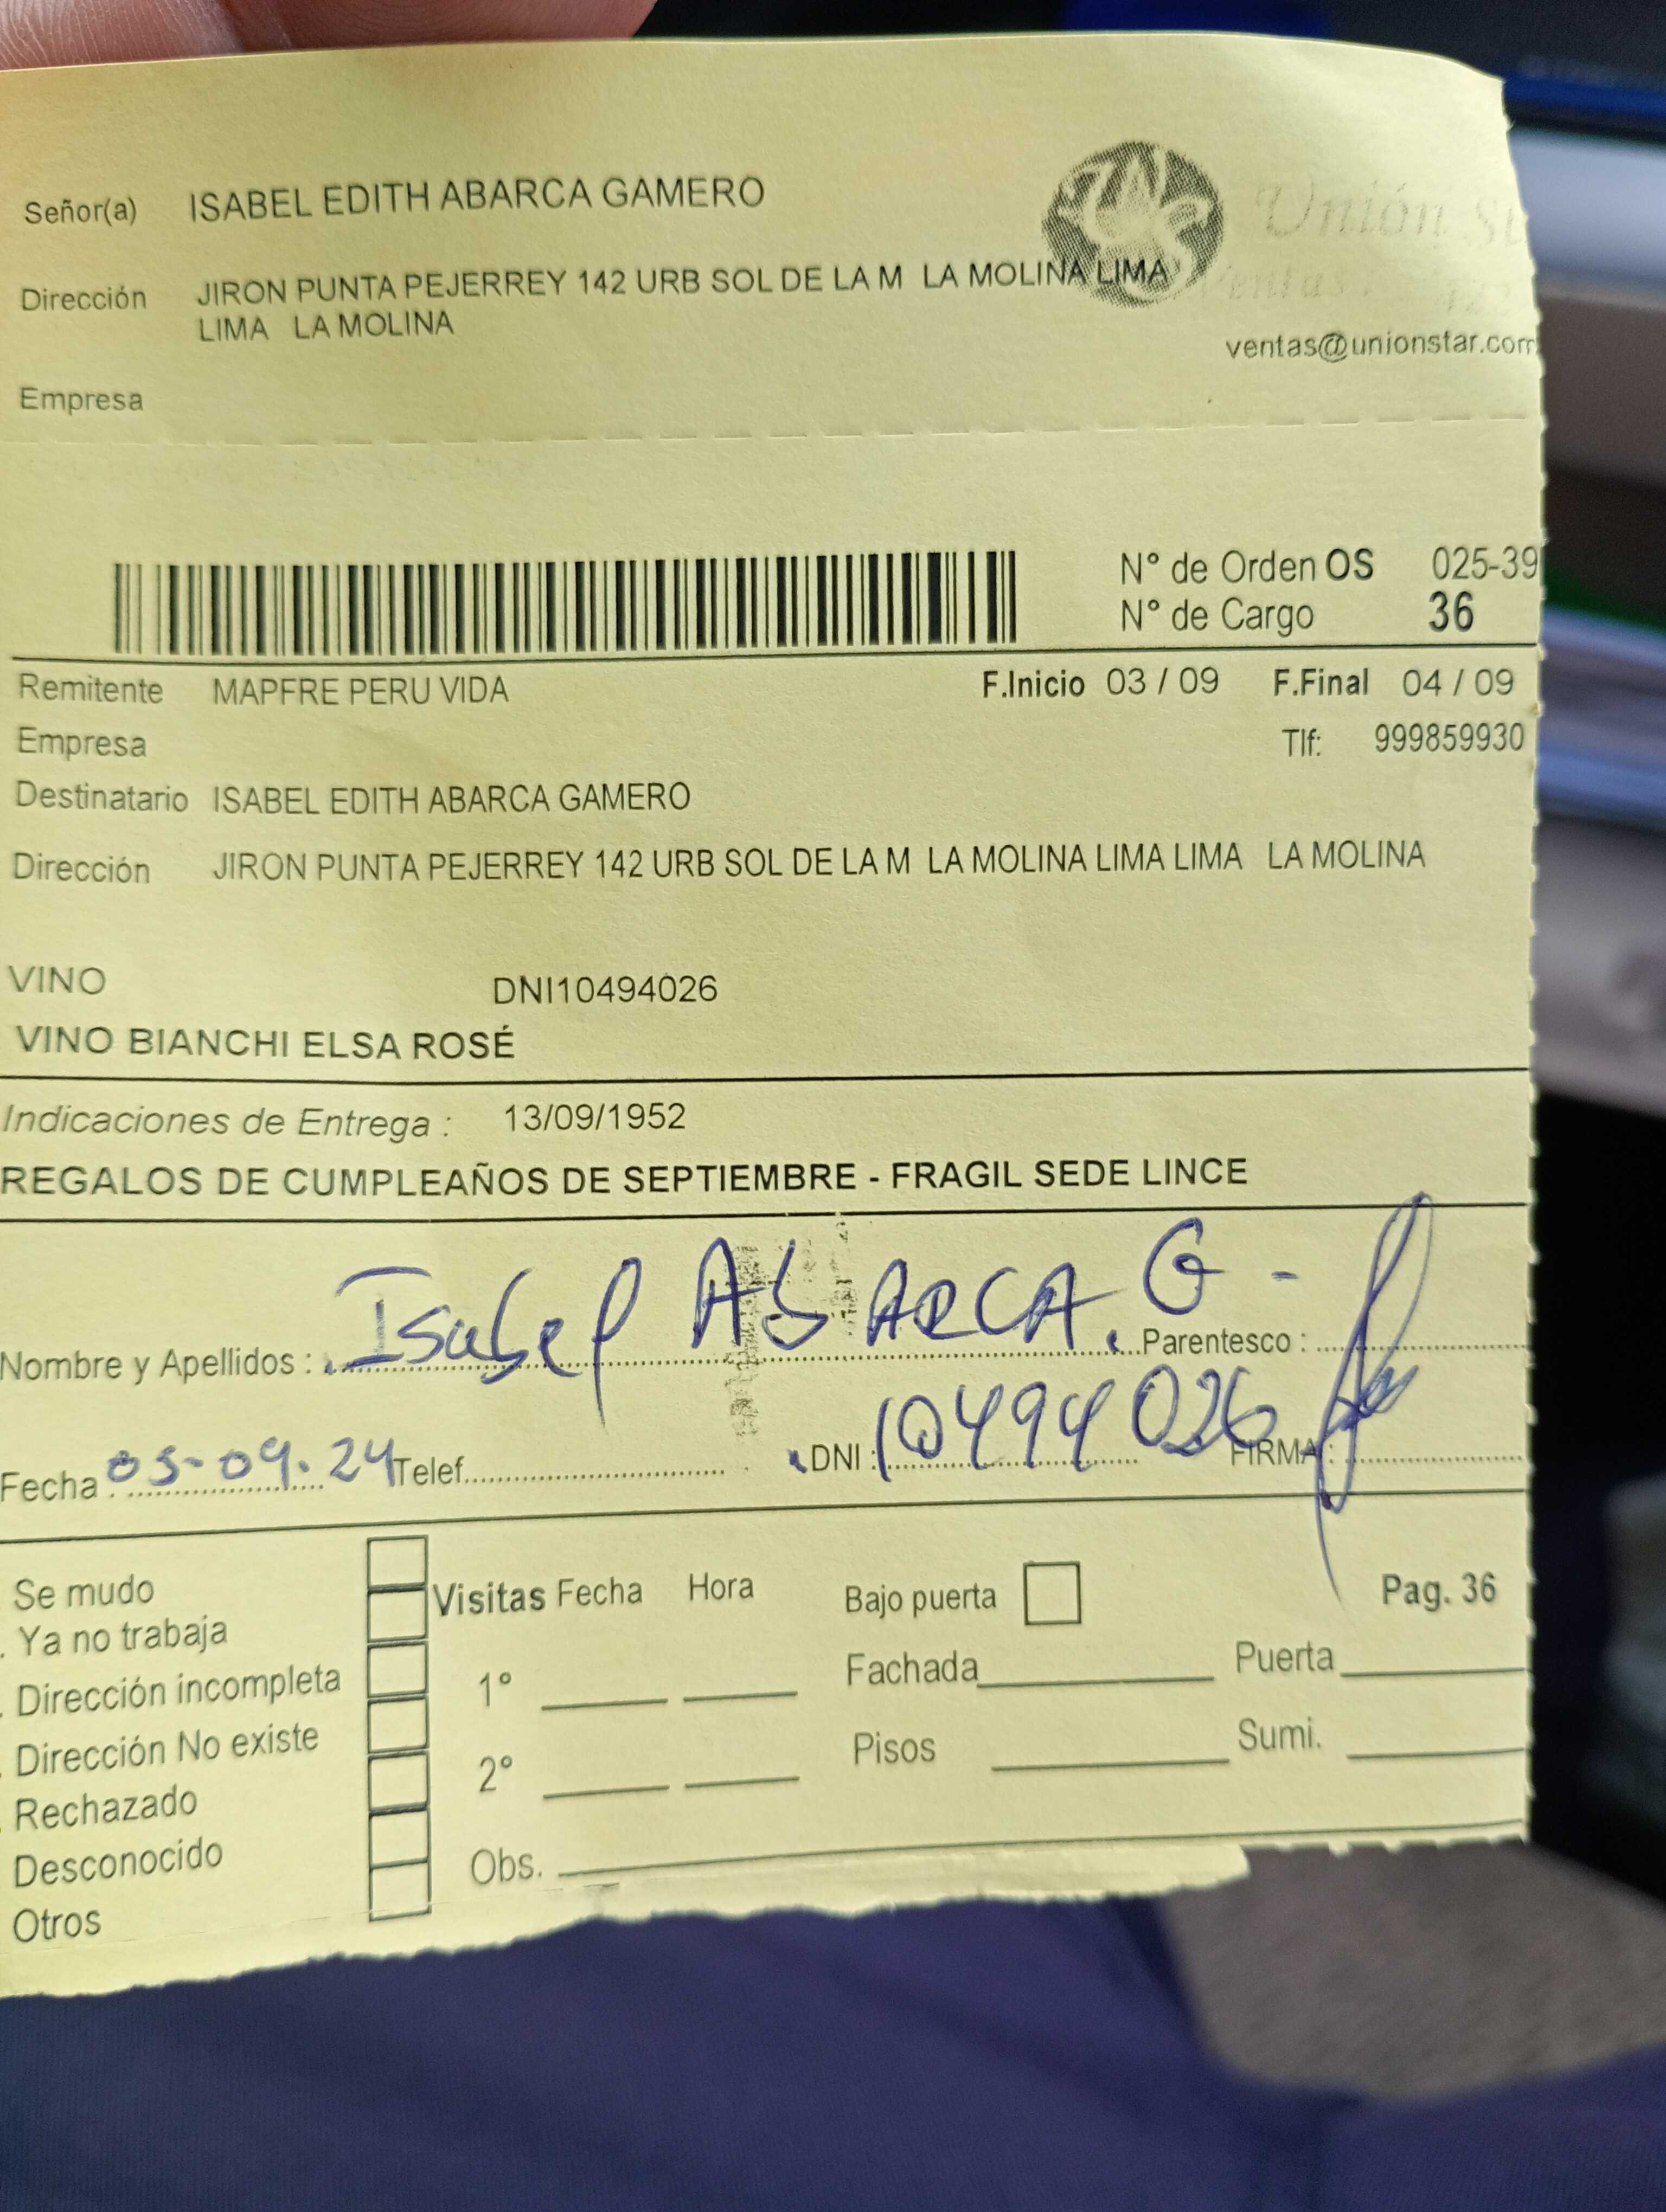 Señor(a) ISABEL EDITH ABARCA GAMERO
Unión
Dirección JIRON PUNTA PEJERREY 142 URB SOL DE LA M LA MOLINA LIMA
LIMA LA MOLINA
ventas@unionstar.com
Empresa
N° de Orden OS 025-39
N° de Cargo 36
Remitente MAPFRE PERU VIDA F.Inicio 03 / 09 F.Final 04 / 09
Empresa Tlf: 999859930
Destinatario ISABEL EDITH ABARCA GAMERO
Dirección JIRON PUNTA PEJERREY 142 URB SOL DE LA M LA MOLINA LIMA LIMA LA MOLINA
VINO DNI10494026
VINO BIANCHI ELSA ROSÉ
Indicaciones de Entrega : 13/09/1952
REGALOS DE CUMPLEAÑOS DE SEPTIEMBRE - FRAGIL SEDE LINCE
Nombre y Apellidos : Isabel ABARCA. G - Parentesco :
Fecha : 03-09.24 Telef. DNI : 10494026 FIRMA :
Se mudo Visitas Fecha Hora Bajo puerta Pag. 36
Ya no trabaja
Dirección incompleta 1° Fachada Puerta
Dirección No existe
Rechazado 2° Pisos Sumi.
Desconocido Obs.
Otros